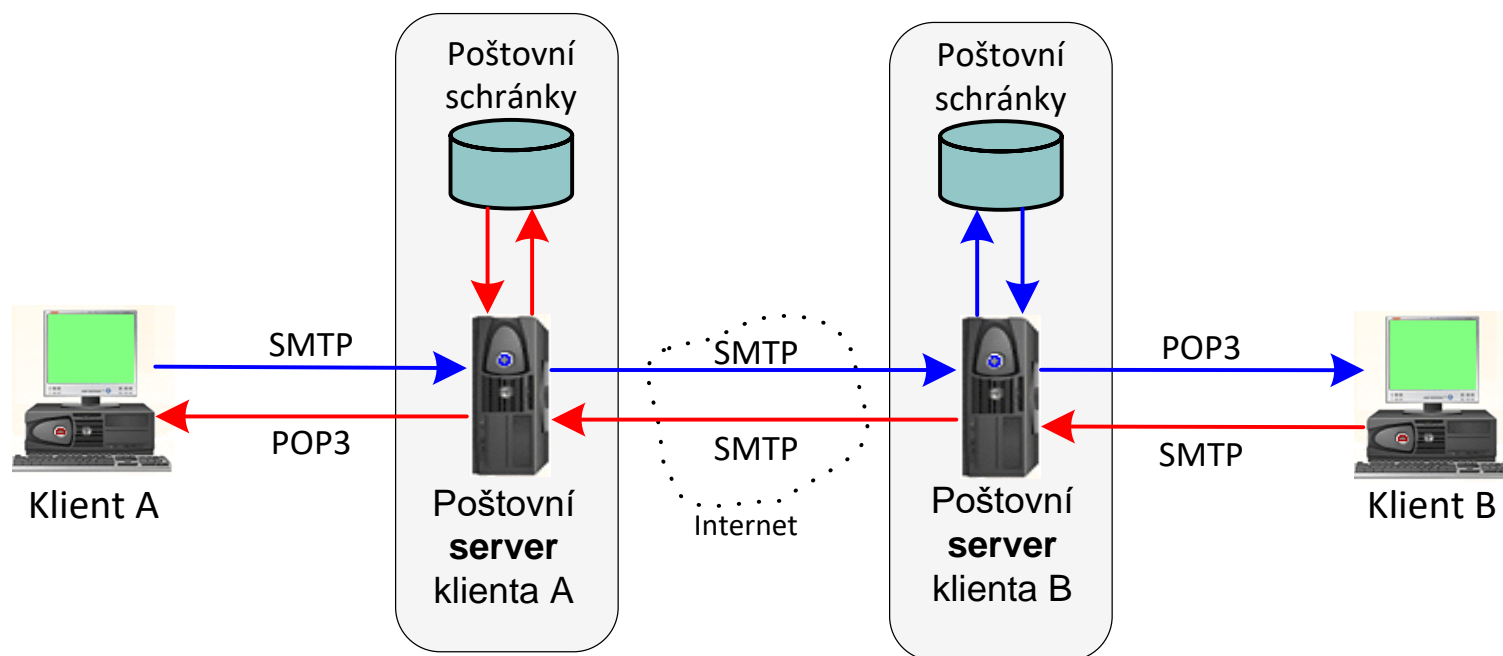 Poštovní
schránky
Poštovní
schránky
SMTP
SMTP
POP3
POP3
SMTP
SMTP
Klient A
Poštovní
server
klienta A
Internet
Poštovní
server
klienta B
Klient B